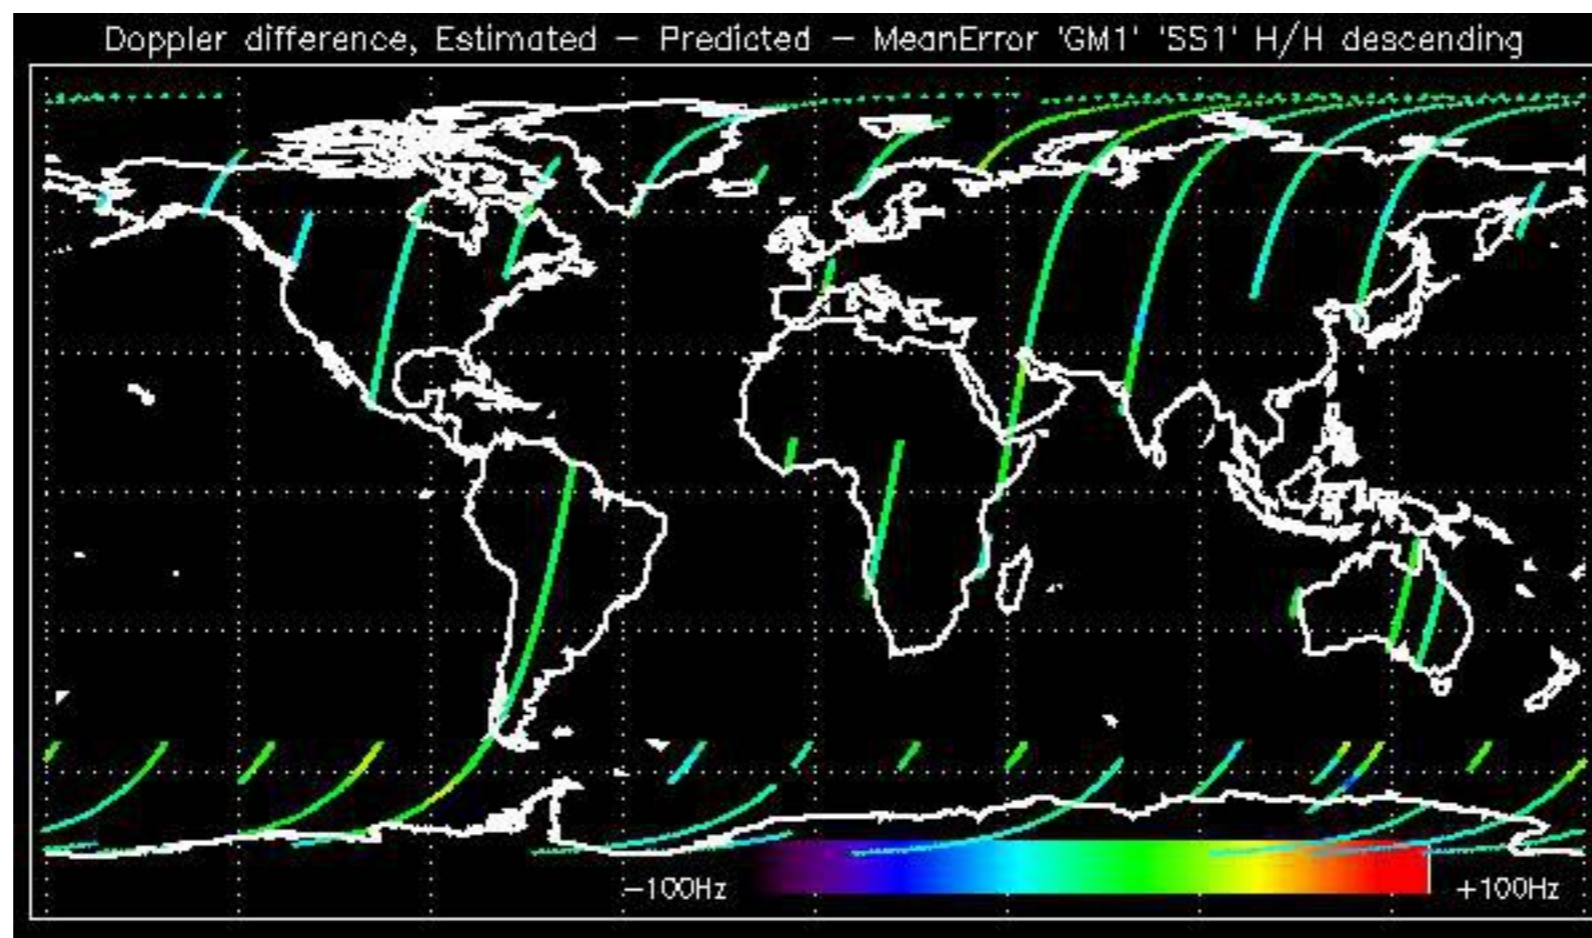 Doppler difference, Estimated – Predicted – MeanError 'GM1' 'SS1' H/H descending
−100Hz +100Hz